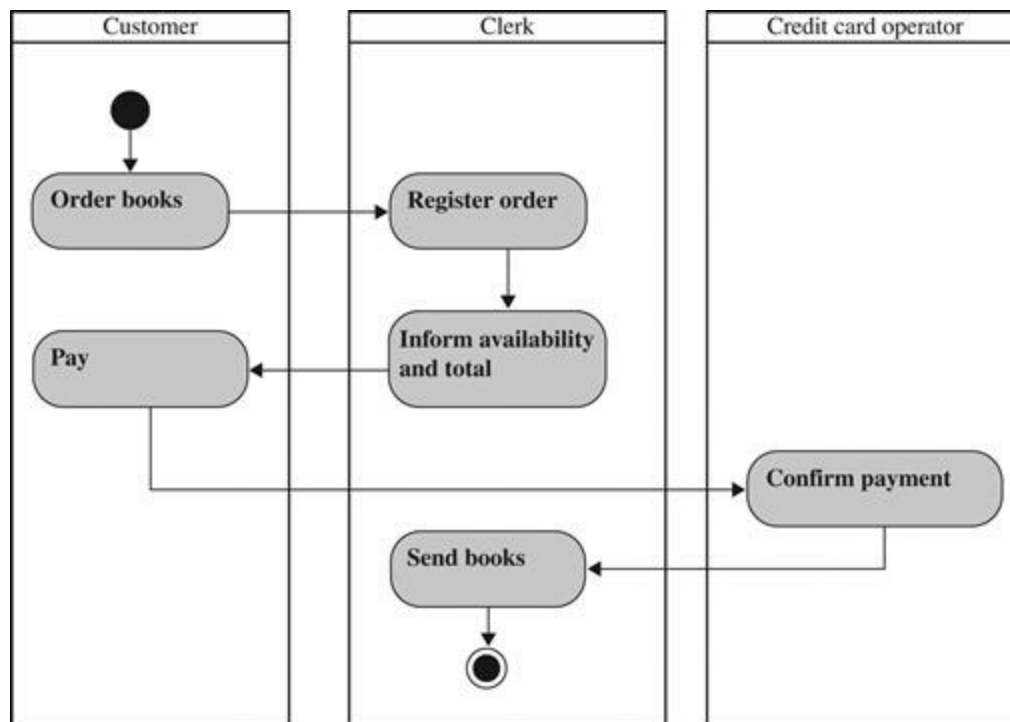 Customer
Clerk
Credit card operator
Order books
Register order
Inform availability
and total
Pay
Confirm payment
Send books